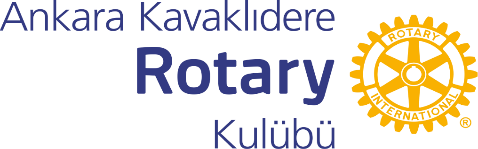 Ankara Kavaklıdere
Rotary
Kulübü
ROTARY
INTERNATIONAL
®